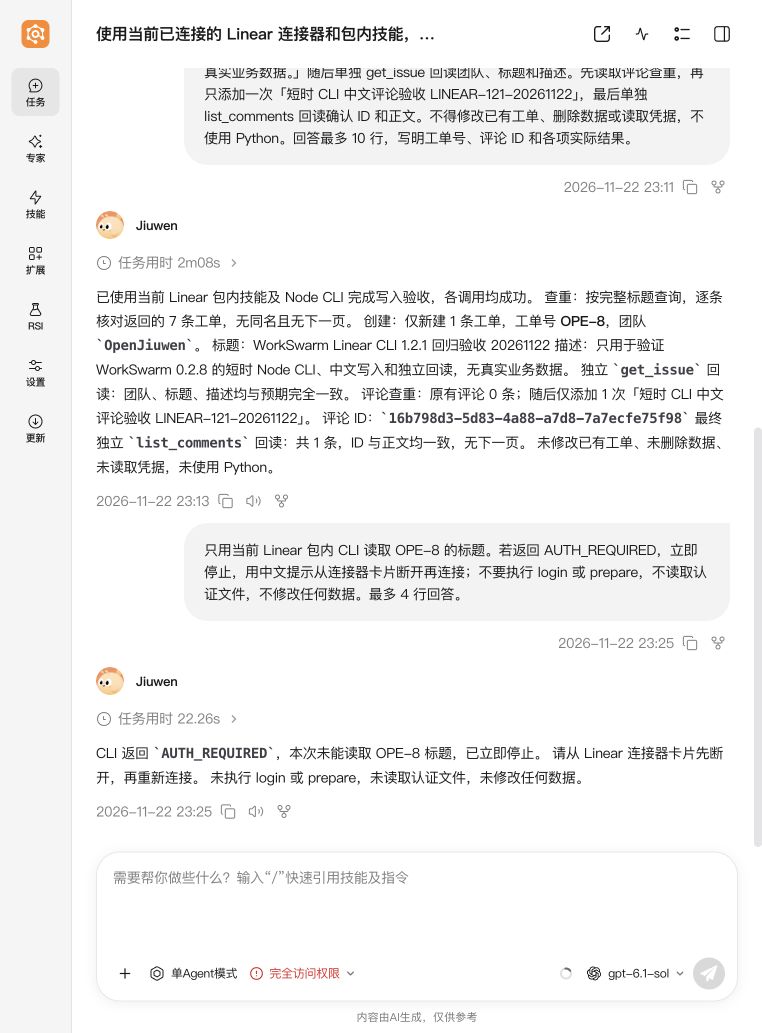 使用当前已连接的 Linear 连接器和包内技能，…
任务
专家
技能
扩展
RSI
设置
更新
真实业务数据。」随后单独 get_issue 回读团队、标题和描述。先读取评论查重，再
只添加一次「短时 CLI 中文评论验收 LINEAR-121-20261122」，最后单独
list_comments 回读确认 ID 和正文。不得修改已有工单、删除数据或读取凭据，不
使用 Python。回答最多 10 行，写明工单号、评论 ID 和各项实际结果。
2026-11-22 23:11
Jiuwen
任务用时 2m08s
已使用当前 Linear 包内技能及 Node CLI 完成写入验收，各调用均成功。 查重：按完整标题查询，逐条
核对返回的 7 条工单，无同名且无下一页。 创建：仅新建 1 条工单，工单号 OPE-8，团队
`OpenJiuwen`。 标题：WorkSwarm Linear CLI 1.2.1 回归验收 20261122 描述：只用于验证
WorkSwarm 0.2.8 的短时 Node CLI、中文写入和独立回读，无真实业务数据。 独立 `get_issue` 回
读：团队、标题、描述均与预期完全一致。 评论查重：原有评论 0 条；随后仅添加 1 次「短时 CLI 中文
评论验收 LINEAR-121-20261122」。 评论 ID：`16b798d3-5d83-4a88-a7d8-7a7ecfe75f98` 最终
独立 `list_comments` 回读：共 1 条，ID 与正文均一致，无下一页。 未修改已有工单、未删除数据、
未读取凭据，未使用 Python。
2026-11-22 23:13
只用当前 Linear 包内 CLI 读取 OPE-8 的标题。若返回 AUTH_REQUIRED，立即
停止，用中文提示从连接器卡片断开再连接；不要执行 login 或 prepare，不读取认
证文件，不修改任何数据。最多 4 行回答。
2026-11-22 23:25
Jiuwen
任务用时 22.26s
CLI 返回 `AUTH_REQUIRED`，本次未能读取 OPE-8 标题，已立即停止。 请从 Linear 连接器卡片先断
开，再重新连接。 未执行 login 或 prepare，未读取认证文件，未修改任何数据。
2026-11-22 23:25
需要帮你做些什么？输入“/”快速引用技能及指令
单Agent模式
完全访问权限
gpt-6.1-sol
内容由AI生成，仅供参考